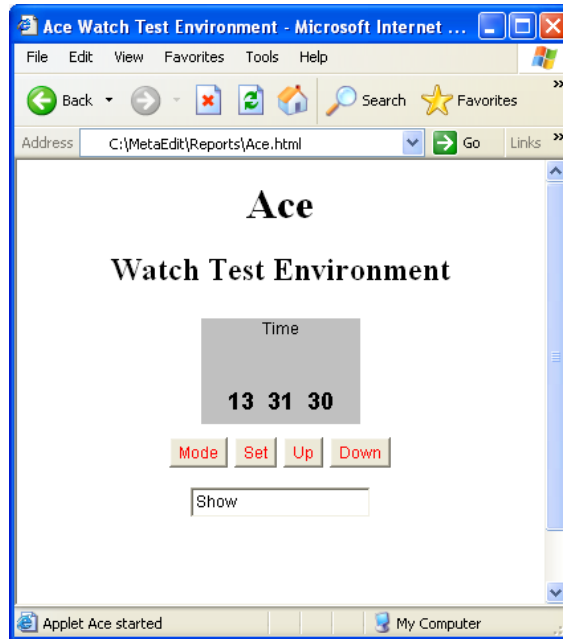 Ace Watch Test Environment - Microsoft Internet ...
File Edit View Favorites Tools Help
Back Search Favorites »
Address C:\MetaEdit\Reports\Ace.html Go Links »
Ace
Watch Test Environment
Time
13 31 30
Mode Set Up Down
Show
Applet Ace started My Computer